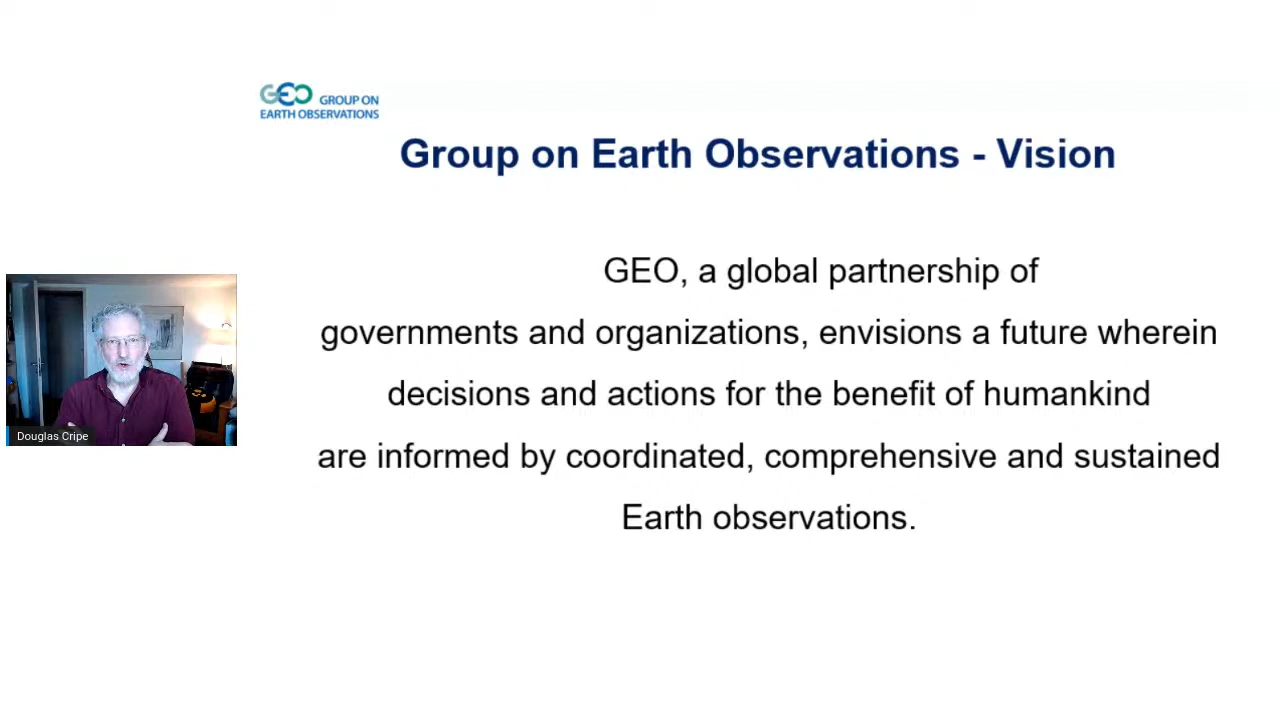 GEO GROUP ON
EARTH OBSERVATIONS
Group on Earth Observations - Vision
GEO, a global partnership of
governments and organizations, envisions a future wherein
decisions and actions for the benefit of humankind
are informed by coordinated, comprehensive and sustained
Earth observations.
Douglas Cripe